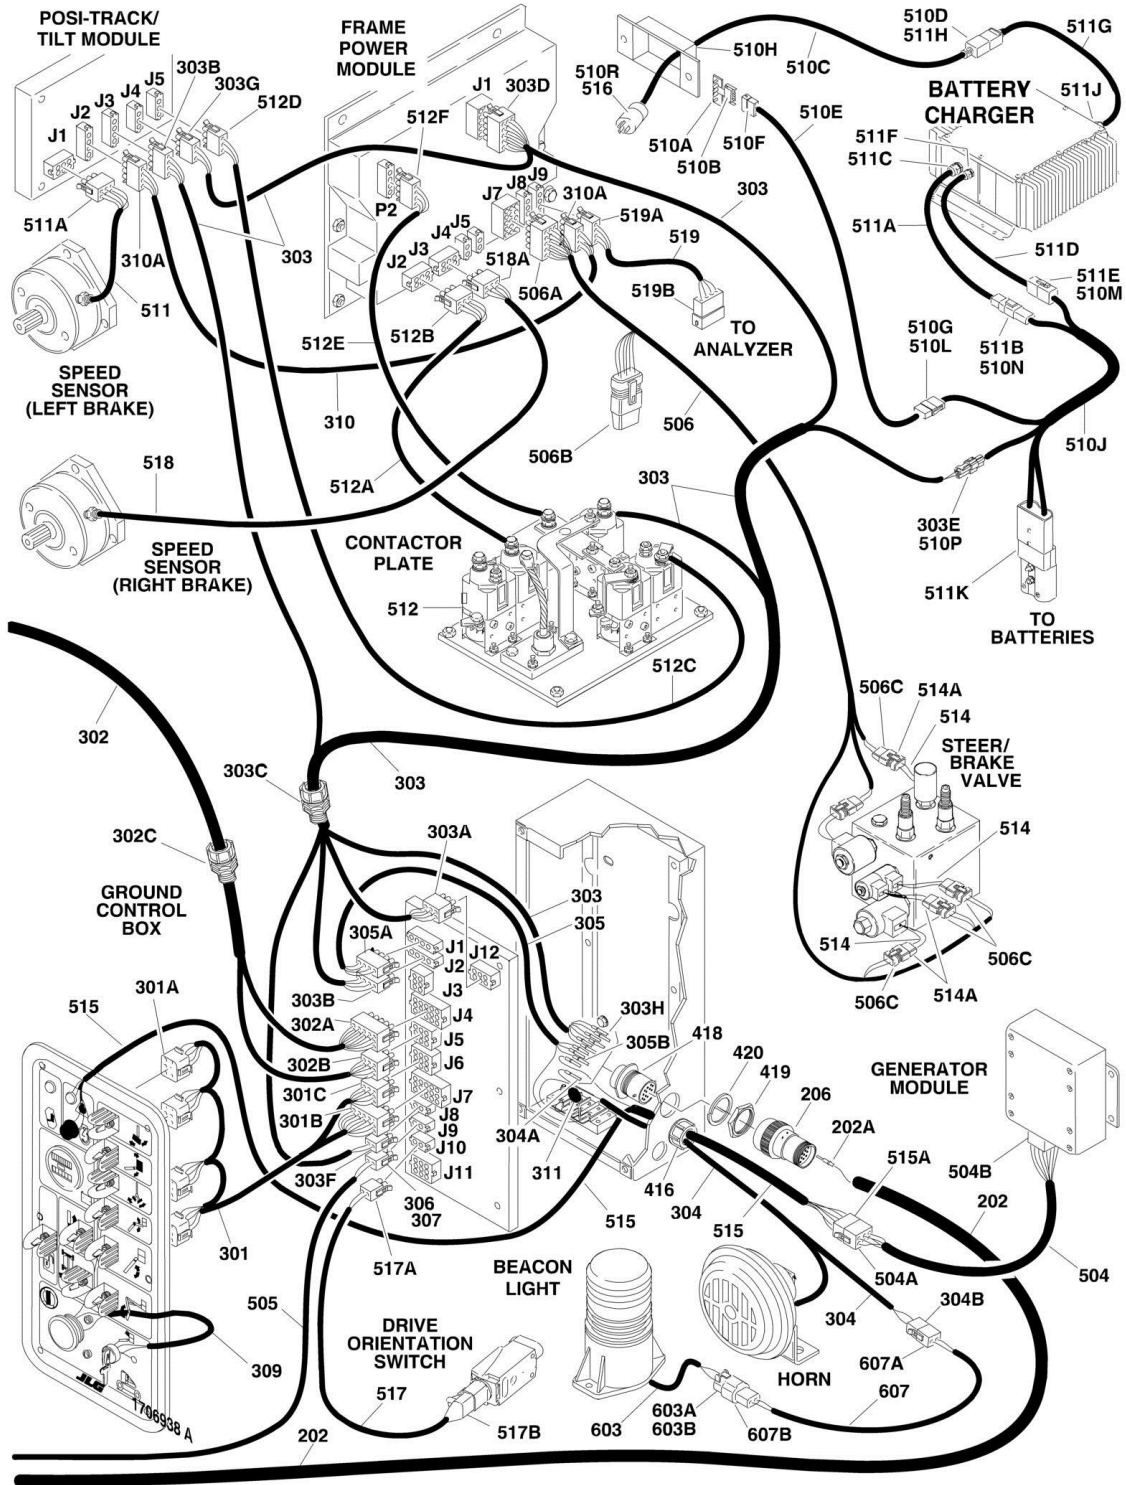 POSI-TRACK/
TILT MODULE
FRAME
POWER
MODULE
510D
511H
511G
510H
510C
303B
303G
512D
J5
J4
J3
J2
J1
J1
303D
510R
516
BATTERY
CHARGER
511J
512F
510E
510A
510F
510B
511F
511C
P2
J9
J8
J7
310A
519A
303
511A
310A
303
511A
511D
J5
J4
J3
J2
518A
519
511
506A
519B
511E
510M
512B
512E
TO
ANALYZER
510G
510L
511B
510N
SPEED
SENSOR
(LEFT BRAKE)
310
506
506B
510J
518
512A
303
303E
510P
CONTACTOR
PLATE
SPEED
SENSOR
(RIGHT BRAKE)
512
511K
TO
BATTERIES
512C
506C
514A
514
302
STEER/
BRAKE
VALVE
303C
303
302C
303A
514
GROUND
CONTROL
BOX
303
305
305A
J1
J12
J2
514
506C
301A
515
303B
J3
506C
514A
302A
J4
303H
J5
305B
418
302B
J6
420
419
GENERATOR
MODULE
301C
J7
206
301B
J8
304A
202A
J9
J10
303F
J11
311
515A
504B
306
307
416
304
202
515
515
301
517A
BEACON
LIGHT
504A
504
505
304
304B
DRIVE
ORIENTATION
SWITCH
309
607A
HORN
607
JLG
1706938 A
517
603
603A
603B
607B
517B
202